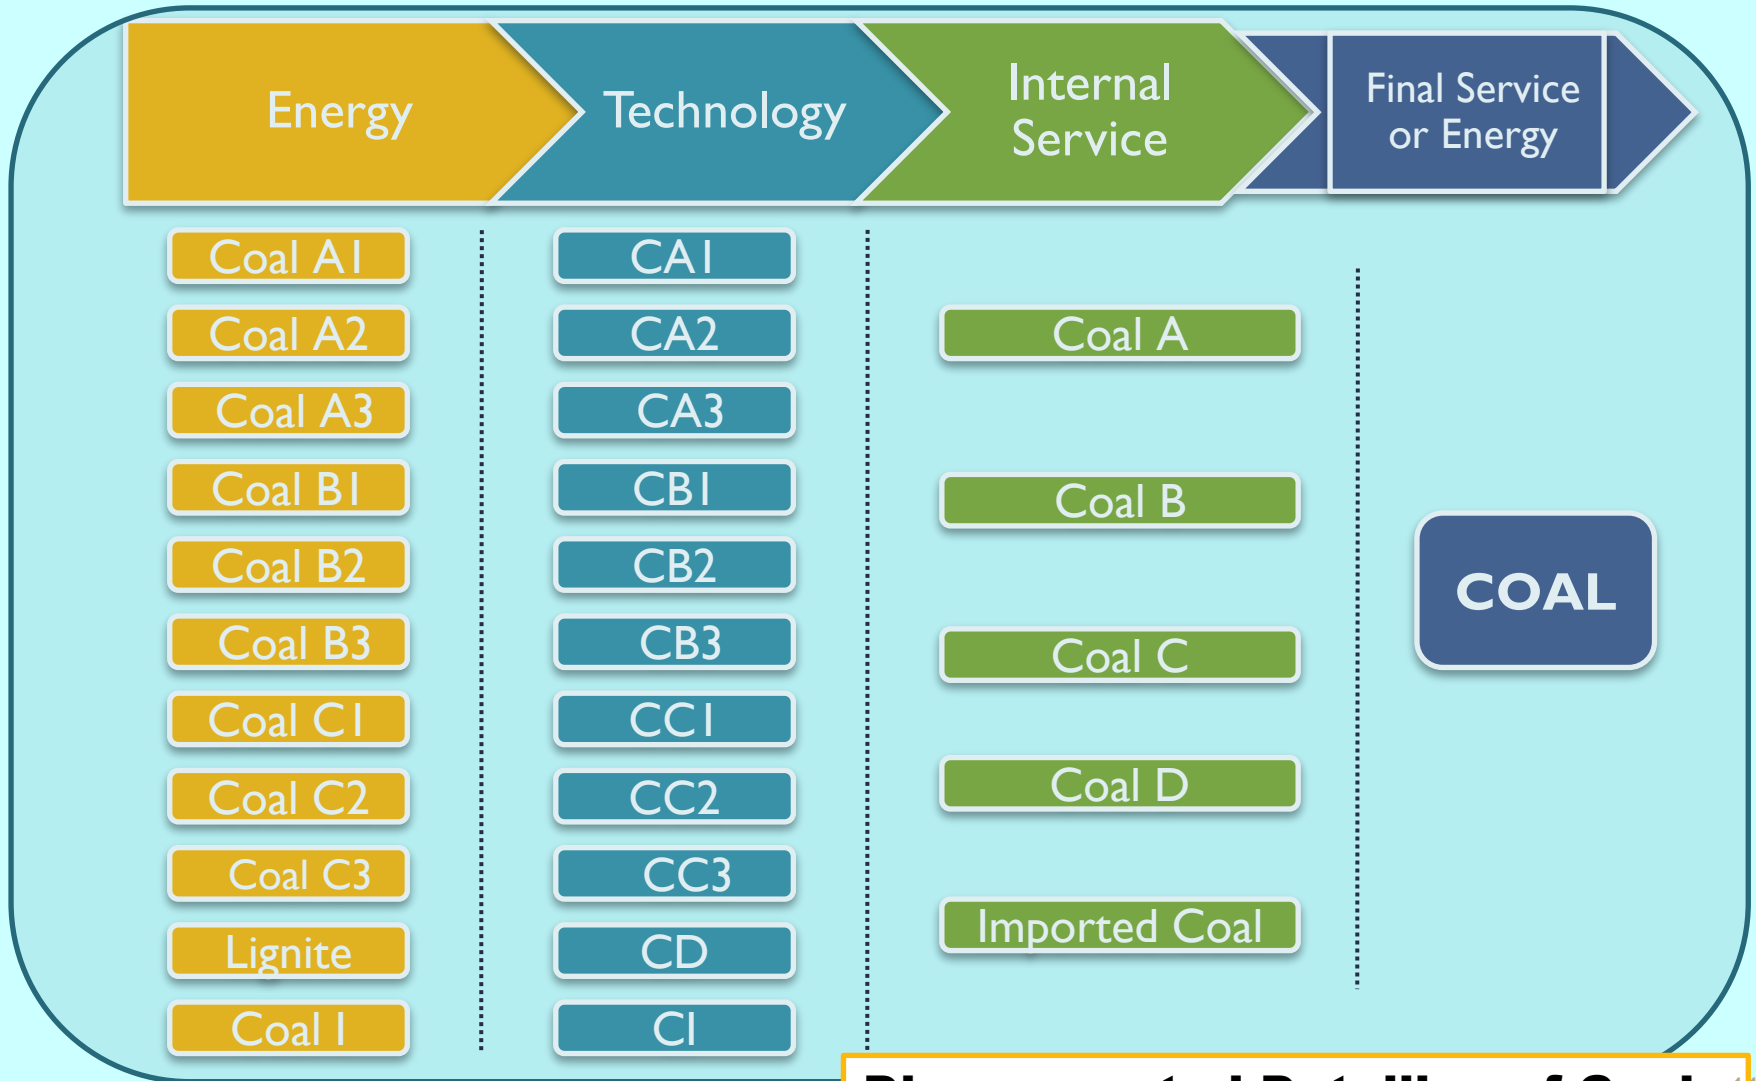 Energy
Technology
Internal
Service
Final Service
or Energy
Coal A1
CA1
Coal A2
CA2
Coal A
Coal A3
CA3
Coal B1
CB1
Coal B
Coal B2
CB2
COAL
Coal B3
CB3
Coal C
Coal C1
CC1
Coal C2
CC2
Coal D
Coal C3
CC3
Imported Coal
Lignite
CD
Coal I
CI